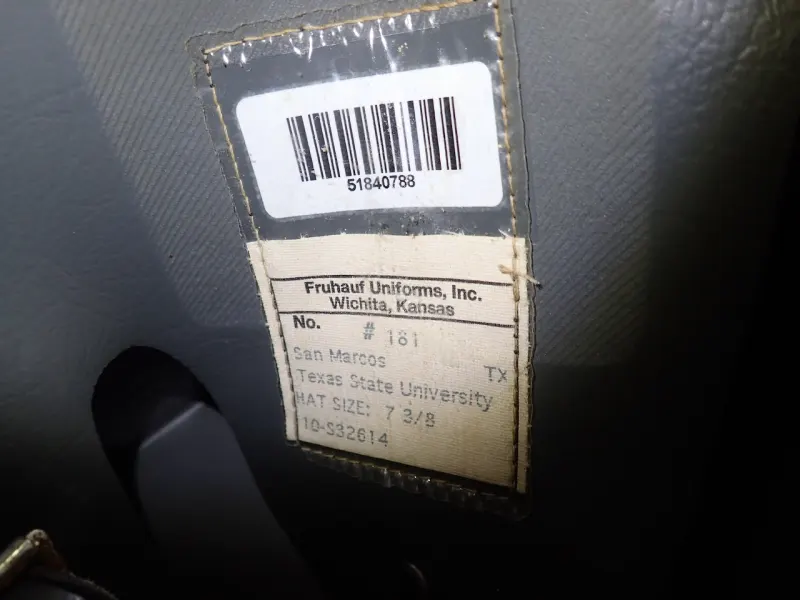 51840788
Fruhauf Uniforms, Inc.
Wichita, Kansas
No. # 181
San Marcos TX
Texas State University
HAT SIZE: 7 3/8
10-S32614